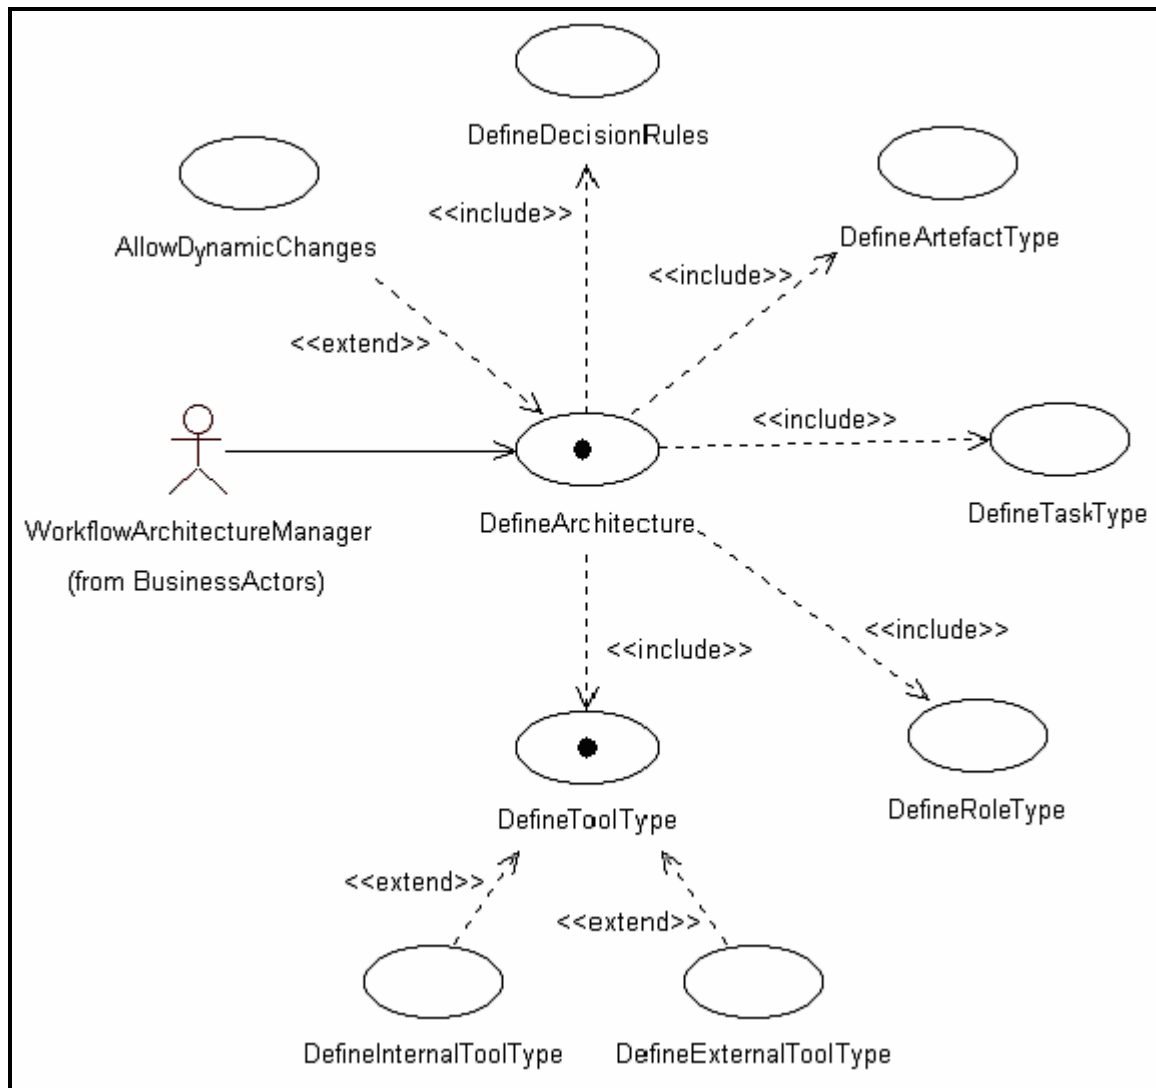 DefineDecisionRules
<<include>>
AllowDynamicChanges
DefineArtefactType
<<include>>
<<extend>>
<<include>>
DefineTaskType
DefineArchitecture
WorkflowArchitectureManager
(from BusinessActors)
<<include>>
<<include>>
DefineRoleType
DefineToolType
<<extend>>
<<extend>>
DefineInternalToolType
DefineExternalToolType